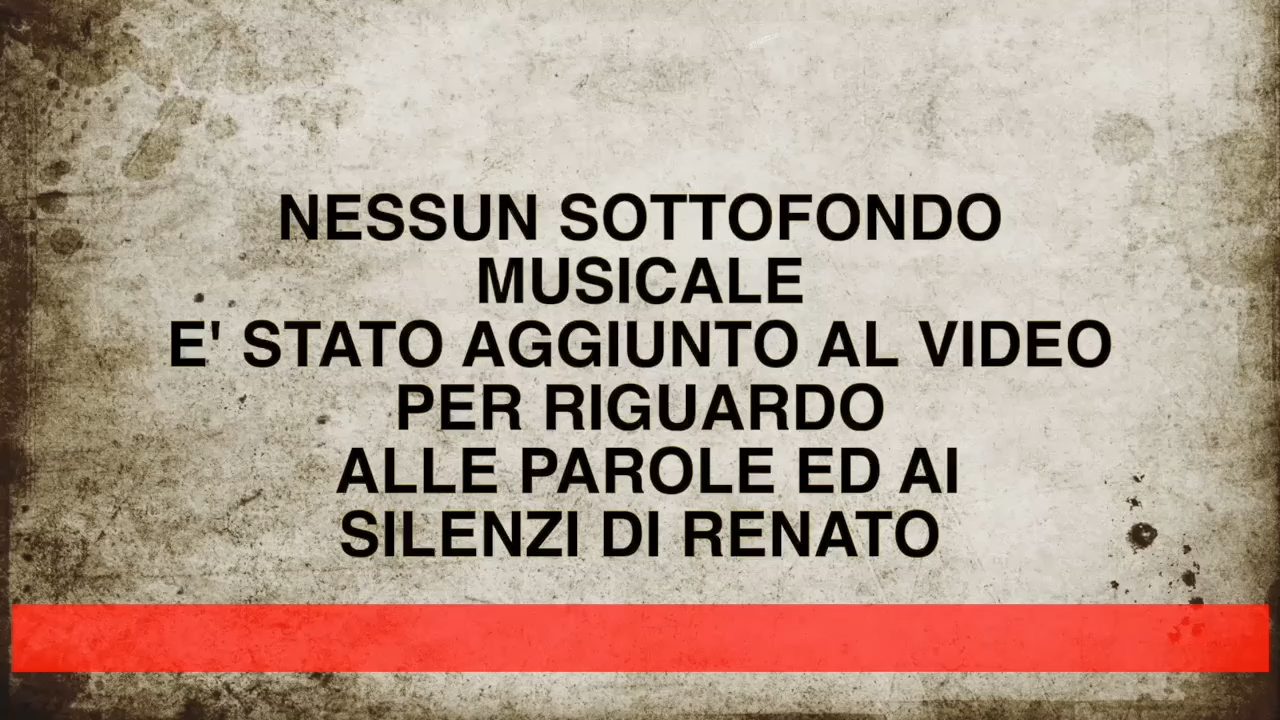 NESSUN SOTTOFONDO
MUSICALE
E' STATO AGGIUNTO AL VIDEO
PER RIGUARDO
ALLE PAROLE ED AI
SILENZI DI RENATO